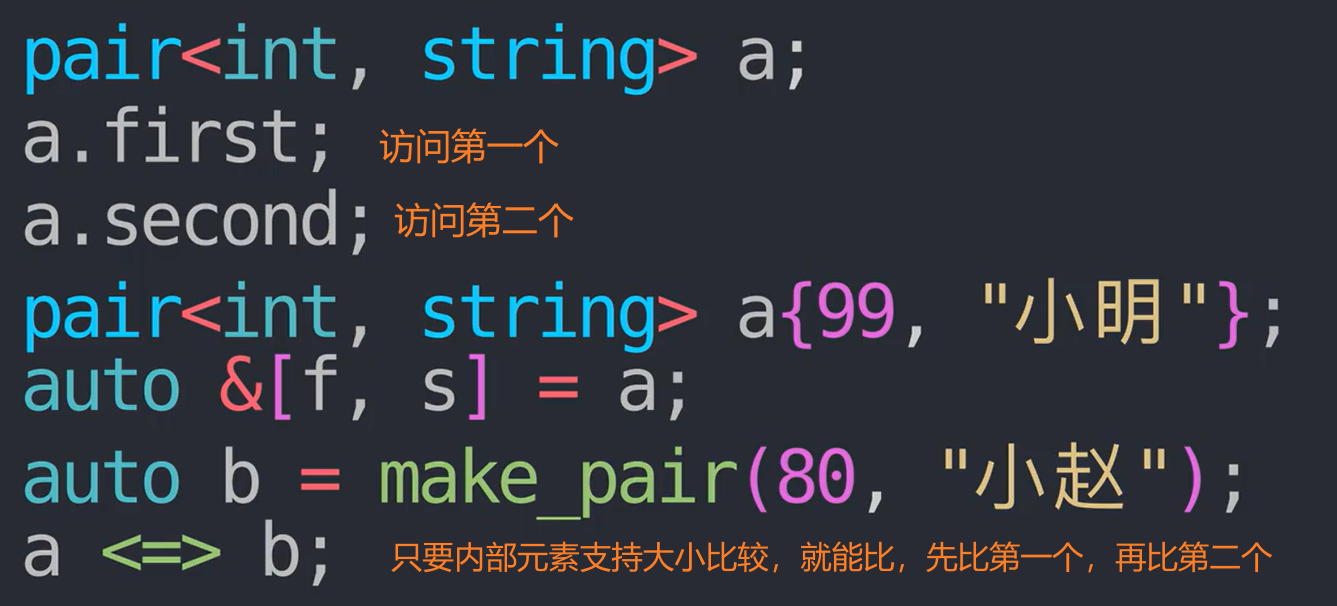 pair<int, string> a;
a.first; 访问第一个
a.second; 访问第二个
pair<int, string> a{99, "小明"};
auto &[f, s] = a;
auto b = make_pair(80, "小赵");
a <=> b; 只要内部元素支持大小比较，就能比，先比第一个，再比第二个